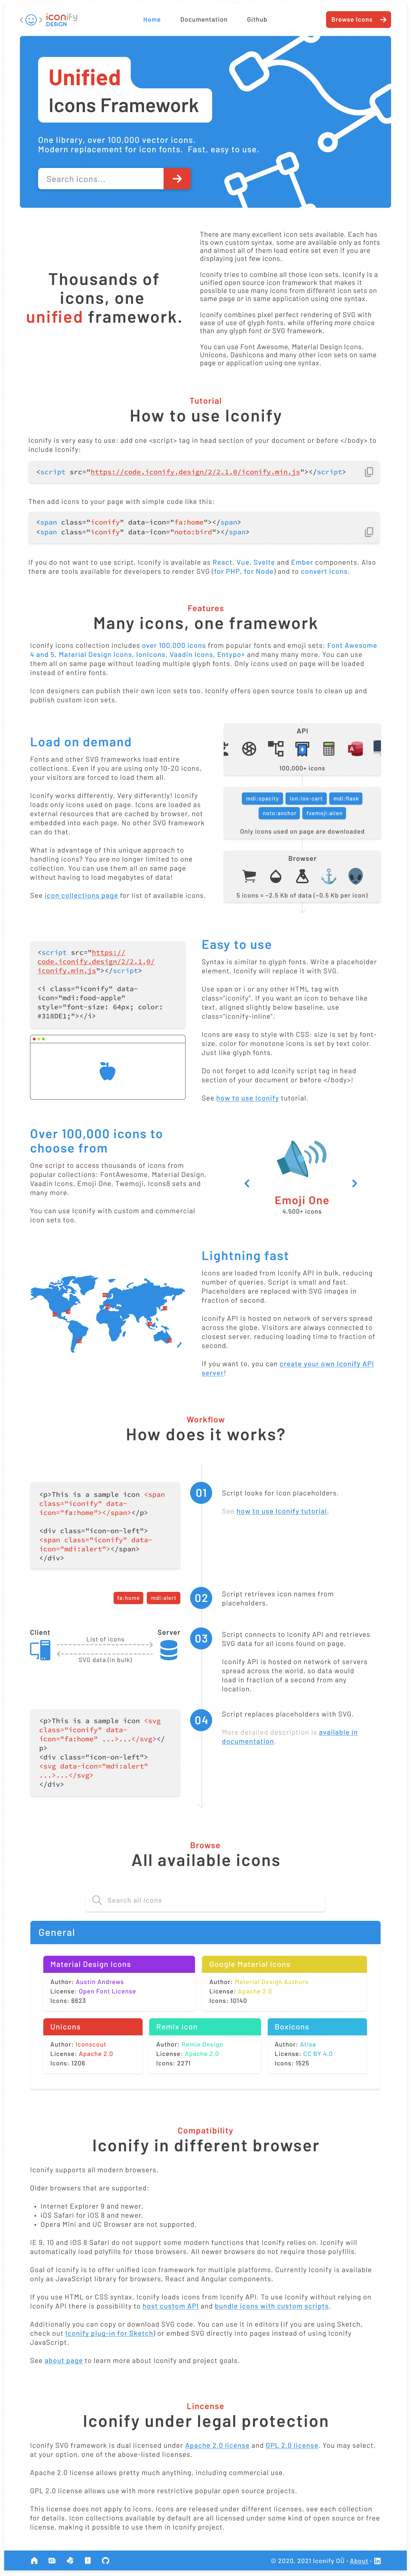 iconify
DESIGN
Home
Documentation
Github
Browse Icons
Unified
Icons Framework
One library, over 100,000 vector icons.
Modern replacement for icon fonts. Fast, easy to use.
Search icons...
Thousands of
icons, one
unified framework.
There are many excellent icon sets available. Each has
its own custom syntax, some are available only as fonts
and almost all of them load entire set even if you are
displaying just few icons.
Iconify tries to combine all those icon sets. Iconify is a
unified open source icon framework that makes it
possible to use many icons from different icon sets on
same page or in same application using one syntax.
Iconify combines pixel perfect rendering of SVG with
ease of use of glyph fonts, while offering more choice
than any glyph font or SVG framework.
You can use Font Awesome, Material Design Icons,
Unicons, Dashicons and many other icon sets on same
page or application using one syntax.
Tutorial
How to use Iconify
Iconify is very easy to use: add one <script> tag in head section of your document or before </body> to
include Iconify:
<script src="https://code.iconify.design/2/2.1.0/iconify.min.js"></script>
Then add icons to your page with simple code like this:
<span class="iconify" data-icon="fa:home"></span>
<span class="iconify" data-icon="noto:bird"></span>
If you do not want to use script, Iconify is available as React, Vue, Svelte and Ember components. Also
there are tools available for developers to render SVG (for PHP, for Node) and to convert icons.
Features
Many icons, one framework
Iconify icons collection includes over 100,000 icons from popular fonts and emoji sets: Font Awesome
4 and 5, Material Design Icons, IonIcons, Vaadin Icons, Entypo+ and many many more. You can use
them all on same page without loading multiple glyph fonts. Only icons used on page will be loaded
instead of entire fonts.
Icon designers can publish their own icon sets too. Iconify offers open source tools to clean up and
publish custom icon sets.
Load on demand
Fonts and other SVG frameworks load entire
collections. Even if you are using only 10-20 icons,
your visitors are forced to load them all.
Iconify works differently. Very differently! Iconify
loads only icons used on page. Icons are loaded as
external resources that are cached by browser, not
embedded into each page. No other SVG framework
can do that.
What is advantage of this unique approach to
handling icons? You are no longer limited to one
collection. You can use them all on same page
without having to load megabytes of data!
See icon collections page for list of available icons.
API
100,000+ icons
mdi:opacity
ion:ios-cart
mdi:flask
noto:anchor
fxemoji:alien
Only icons used on page are downloaded
Browser
5 icons = ~2.5 Kb of data (~0.5 Kb per icon)
<script src="https://
code.iconify.design/2/2.1.0/
iconify.min.js"></script>
<i class="iconify" data-
icon="mdi:food-apple"
style="font-size: 64px; color:
#318DE1;"></i>
Easy to use
Syntax is similar to glyph fonts. Write a placeholder
element, Iconify will replace it with SVG.
Use span or i or any other HTML tag with
class="iconify". If you want an icon to behave like
text, aligned slightly below baseline, use
class="iconify-inline".
Icons are easy to style with CSS: size is set by font-
size, color for monotone icons is set by text color.
Just like glyph fonts.
Do not forget to add Iconify script tag in head
section of your document or before </body>!
See how to use Iconify tutorial.
Over 100,000 icons to
choose from
One script to access thousands of icons from
popular collections: FontAwesome, Material Design,
Vaadin Icons, Emoji One, Twemoji, Icons8 sets and
many more.
You can use Iconify with custom and commercial
icon sets too.
Emoji One
4,500+ icons
Lightning fast
Icons are loaded from Iconify API in bulk, reducing
number of queries. Script is small and fast.
Placeholders are replaced with SVG images in
fraction of second.
Iconify API is hosted on network of servers spread
across the globe. Visitors are always connected to
closest server, reducing loading time to fraction of
second.
If you want to, you can create your own Iconify API
server!
Workflow
How does it works?
<p>This is a sample icon <span
class="iconify" data-
icon="fa:home"></span></p>
<div class="icon-on-left">
<span class="iconify" data-
icon="mdi:alert"></span>
</div>
01
Script looks for icon placeholders.
See how to use Iconify tutorial.
fa:home
mdi:alert
02
Script retrieves icon names from
placeholders.
Client
List of icons
SVG data (in bulk)
Server
03
Script connects to Iconify API and retrieves
SVG data for all icons found on page.
Iconify API is hosted on network of servers
spread across the world, so data would
load in fraction of a second from any
location.
<p>This is a sample icon <svg
class="iconify" data-
icon="fa:home" ...>...</svg></
p>
<div class="icon-on-left">
<svg data-icon="mdi:alert"
...>...</svg>
</div>
04
Script replaces placeholders with SVG.
More detailed description is available in
documentation.
Browse
All available icons
Search all icons
General
Material Design Icons
Author: Austin Andrews
License: Open Font License
Icons: 6623
Google Material Icons
Author: Material Design Authors
License: Apache 2.0
Icons: 10140
Unicons
Author: Iconscout
License: Apache 2.0
Icons: 1206
Remix Icon
Author: Remix Design
License: Apache 2.0
Icons: 2271
Boxicons
Author: Atisa
License: CC BY 4.0
Icons: 1525
Compatibility
Iconify in different browser
Iconify supports all modern browsers.
Older browsers that are supported:
• Internet Explorer 9 and newer.
• iOS Safari for iOS 8 and newer.
• Opera Mini and UC Browser are not supported.
IE 9, 10 and iOS 8 Safari do not support some modern functions that Iconify relies on. Iconify will
automatically load polyfills for those browsers. All newer browsers do not require those polyfills.
Goal of Iconify is to offer unified icon framework for multiple platforms. Currently Iconify is available
only as JavaScript library for browsers, React and Angular components.
If you use HTML or CSS syntax, Iconify loads icons from Iconify API. To use Iconify without relying on
Iconify API there is possibility to host custom API and bundle icons with custom scripts.
Additionally you can copy or download SVG code. You can use it in editors (if you are using Sketch,
check out Iconify plug-in for Sketch) or embed SVG directly into pages instead of using Iconify
JavaScript.
See about page to learn more about Iconify and project goals.
Lincense
Iconify under legal protection
Iconify SVG framework is dual licensed under Apache 2.0 license and GPL 2.0 license. You may select,
at your option, one of the above-listed licenses.
Apache 2.0 license allows pretty much anything, including commercial use.
GPL 2.0 license allows use with more restrictive popular open source projects.
This license does not apply to icons. Icons are released under different licenses, see each collection
for details. Icon collections available by default are all licensed under some kind of open source or free
license, making it possible to use them in Iconify project.
© 2020, 2021 Iconify OÜ · About ·